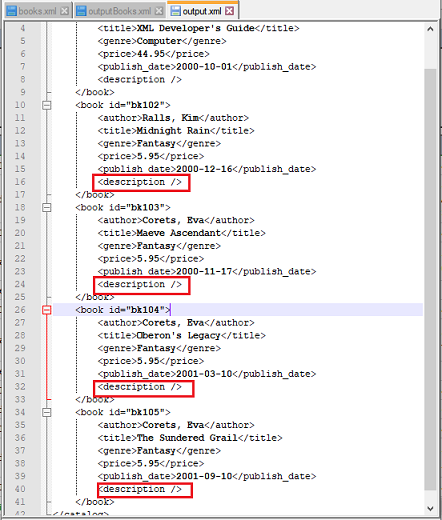 books.xml outputBooks.xml output.xml
4 <title>XML Developer's Guide</title>
5 <genre>Computer</genre>
6 <price>44.95</price>
7 <publish_date>2000-10-01</publish_date>
8 <description />
9 </book>
10 <book id="bk102">
11 <author>Ralls, Kim</author>
12 <title>Midnight Rain</title>
13 <genre>Fantasy</genre>
14 <price>5.95</price>
15 <publish_date>2000-12-16</publish_date>
16 <description />
17 </book>
18 <book id="bk103">
19 <author>Corets, Eva</author>
20 <title>Maeve Ascendant</title>
21 <genre>Fantasy</genre>
22 <price>5.95</price>
23 <publish_date>2000-11-17</publish_date>
24 <description />
25 </book>
26 <book id="bk104">
27 <author>Corets, Eva</author>
28 <title>Oberon's Legacy</title>
29 <genre>Fantasy</genre>
30 <price>5.95</price>
31 <publish_date>2001-03-10</publish_date>
32 <description />
33 </book>
34 <book id="bk105">
35 <author>Corets, Eva</author>
36 <title>The Sundered Grail</title>
37 <genre>Fantasy</genre>
38 <price>5.95</price>
39 <publish_date>2001-09-10</publish_date>
40 <description />
41 </book>
42 </catalog>